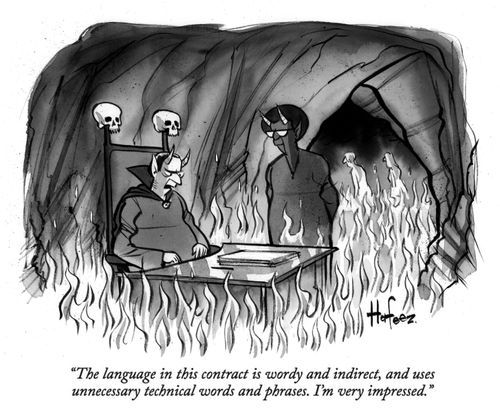 Hafeez.
“The language in this contract is wordy and indirect, and uses
unnecessary technical words and phrases. I’m very impressed.”